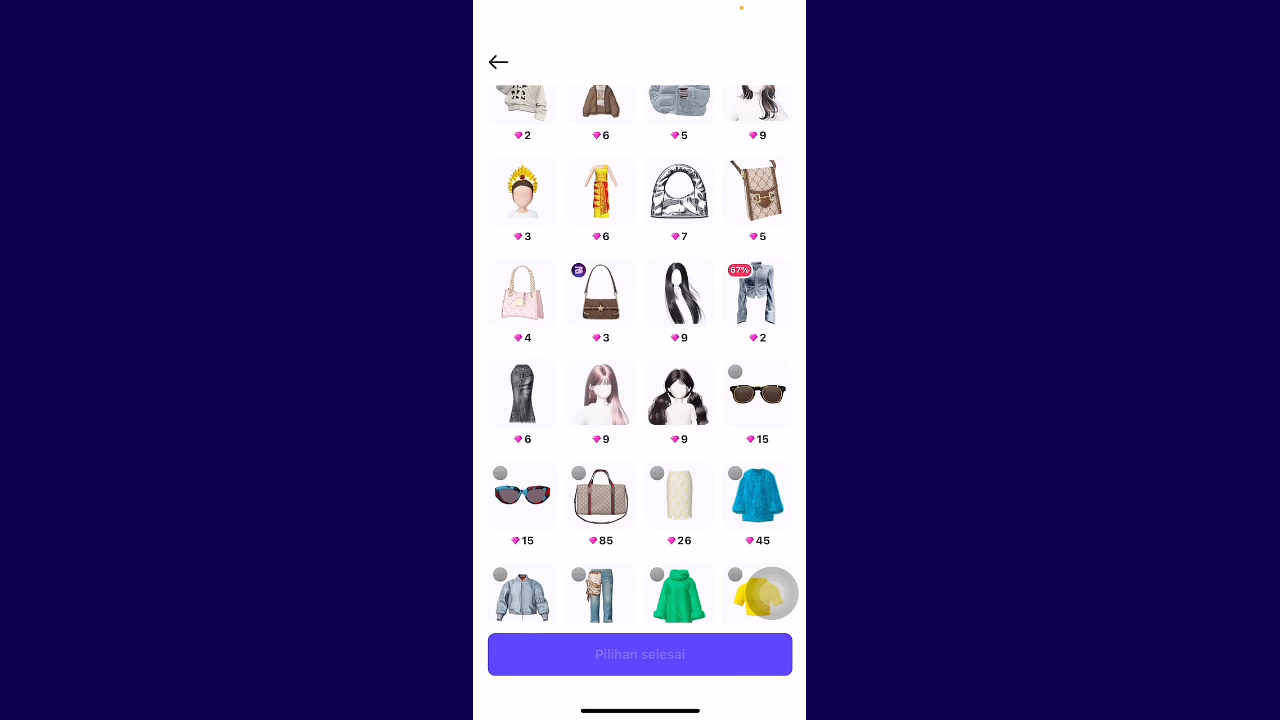 2 6 5 9
3 6 7 5
67%
4 3 9 2
6 9 9 15
15 85 26 45
Pilihan selesai